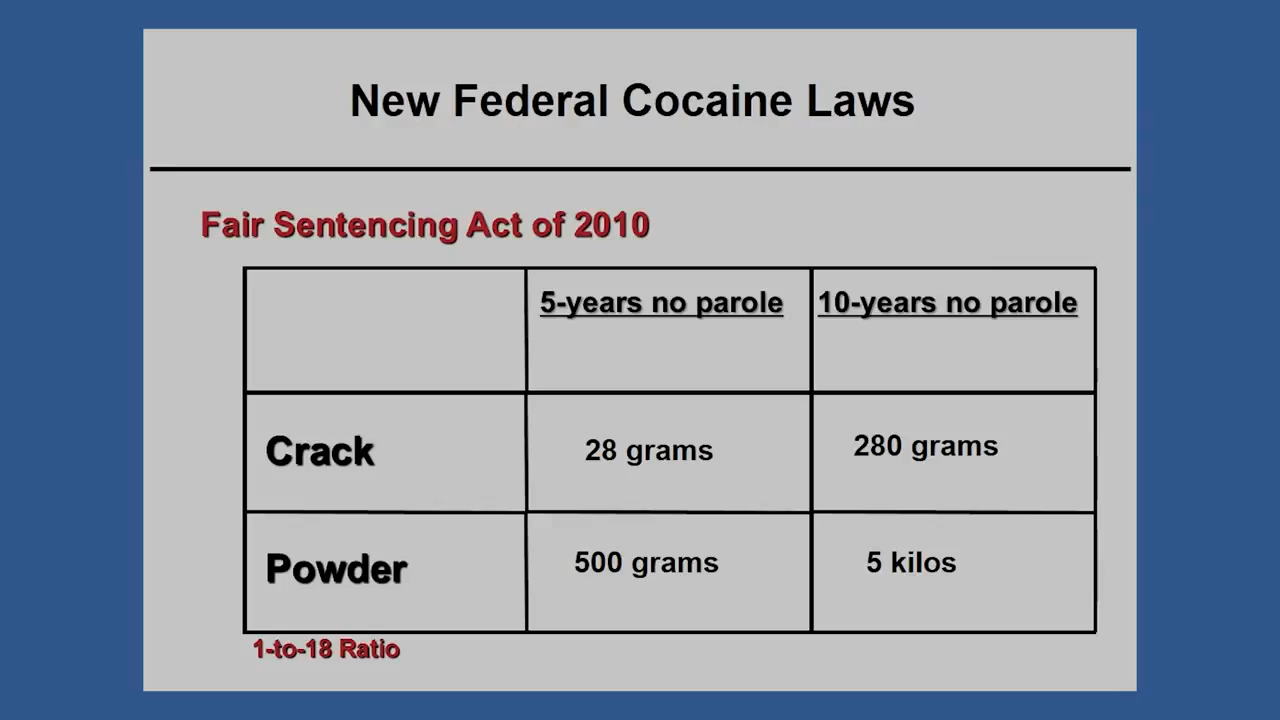 New Federal Cocaine Laws
Fair Sentencing Act of 2010
5-years no parole
10-years no parole
Crack
28 grams
280 grams
Powder
500 grams
5 kilos
1-to-18 Ratio